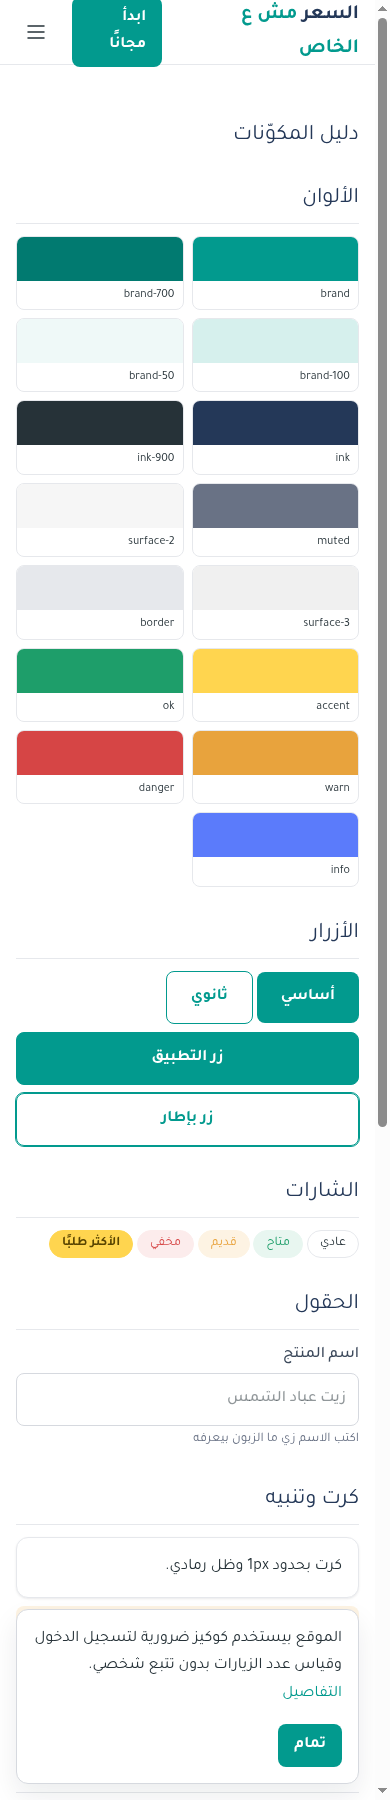 السعر مش ع
الخاص
ابدأ
مجانًا
دليل المكوّنات
الألوان
brand
brand-700
brand-100
brand-50
ink
ink-900
muted
surface-2
surface-3
border
accent
ok
warn
danger
info
الأزرار
أساسي
ثانوي
زر التطبيق
زر بإطار
الشارات
عادي
متاح
قديم
مخفي
الأكثر طلبًا
الحقول
اسم المنتج
زيت عباد الشمس
اكتب الاسم زي ما الزبون بيعرفه
كرت وتنبيه
كرت بحدود 1px وظل رمادي.
الموقع بيستخدم كوكيز ضرورية لتسجيل الدخول
وقياس عدد الزيارات بدون تتبع شخصي.
التفاصيل
تمام